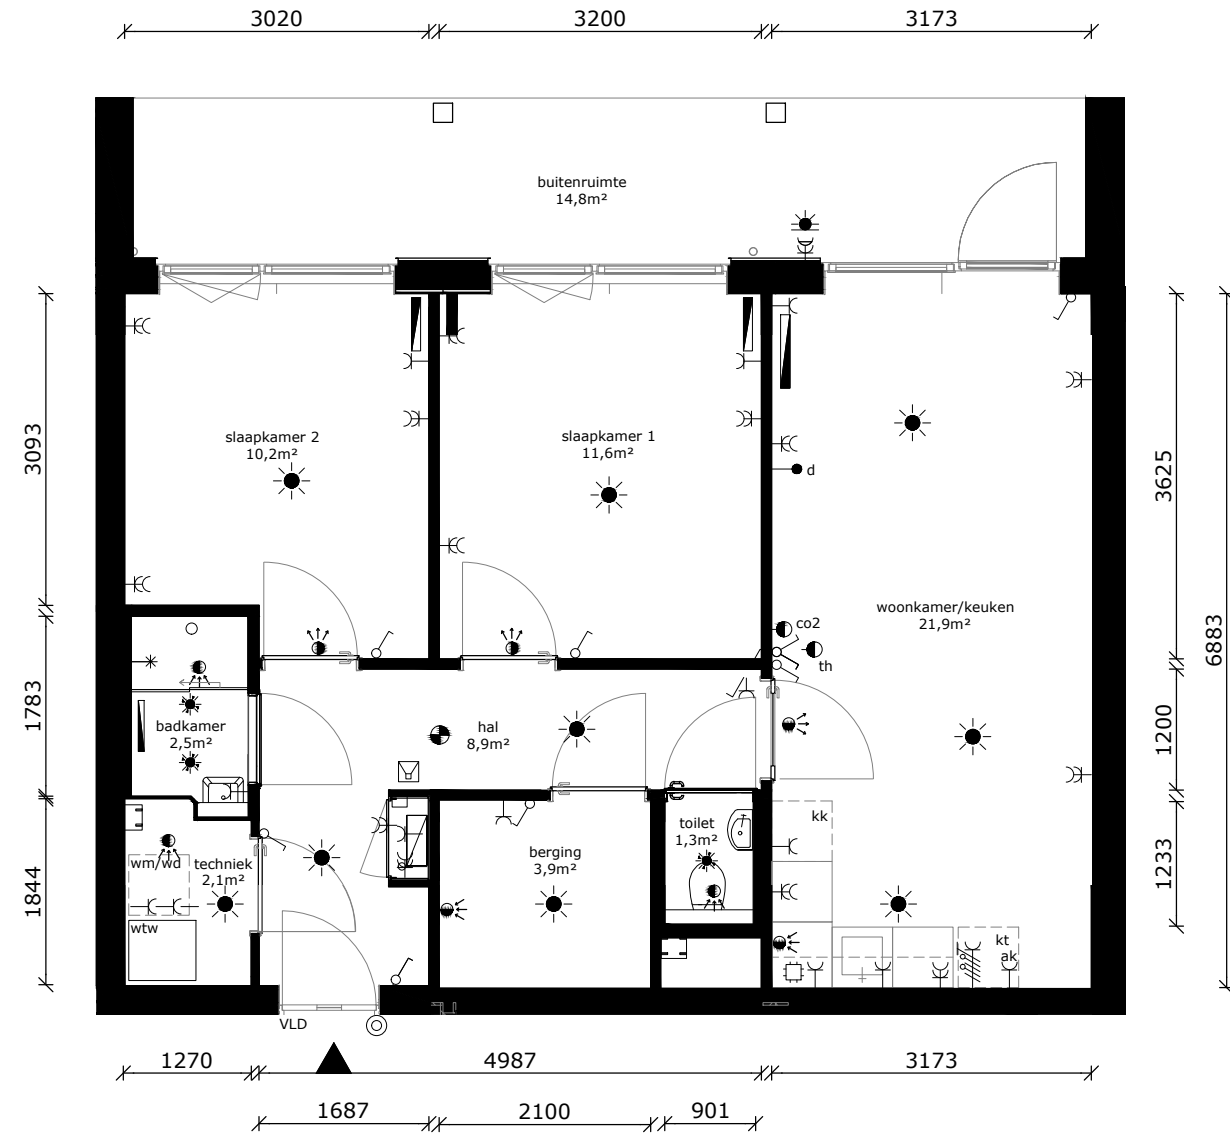 3020
3200
3173
buitenruimte
14,8m²
slaapkamer 2
10,2m²
slaapkamer 1
11,6m²
d
3093
3625
woonkamer/keuken
21,9m²
co2
th
6883
1783
badkamer
2,5m²
hal
8,9m²
1200
kk
toilet
1,3m²
berging
3,9m²
wm/wd
techniek
2,1m²
wtw
1844
1233
kt
ak
VLD
1270
4987
3173
1687
2100
901